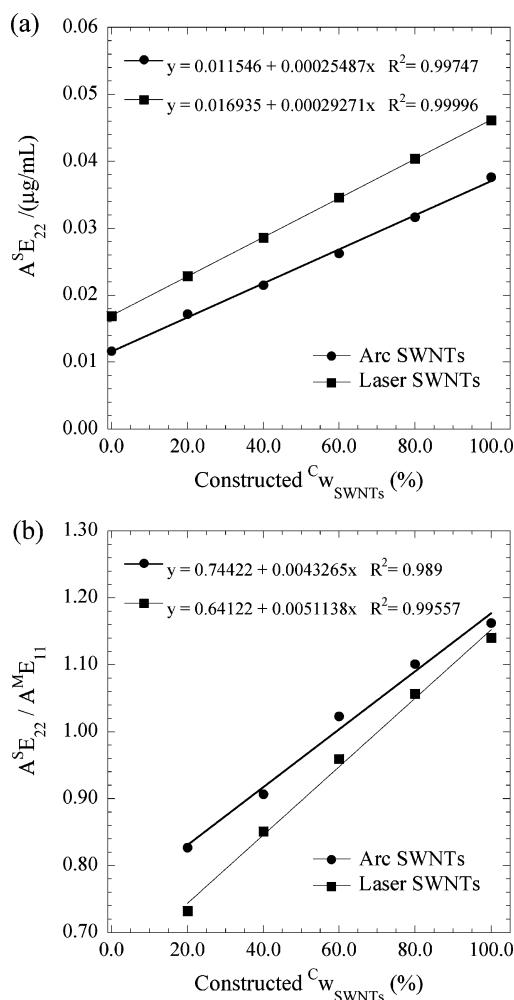 (a)
0.06
y = 0.011546 + 0.00025487x R²= 0.99747
y = 0.016935 + 0.00029271x R²= 0.99996
0.05
0.04
0.03
0.02
0.01
0.00
AˢE₂₂ /(µg/mL)
Arc SWNTs
Laser SWNTs
0.0 20.0 40.0 60.0 80.0 100.0
Constructed ᶜw_SWNTs (%)
(b)
1.30
y = 0.74422 + 0.0043265x R²= 0.989
y = 0.64122 + 0.0051138x R²= 0.99557
1.20
1.10
1.00
0.90
0.80
0.70
AˢE₂₂ / AᴹE₁₁
Arc SWNTs
Laser SWNTs
0.0 20.0 40.0 60.0 80.0 100.0
Constructed ᶜw_SWNTs (%)